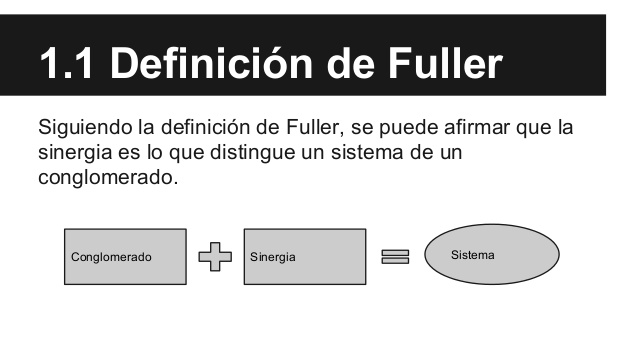 1.1 Definición de Fuller
Siguiendo la definición de Fuller, se puede afirmar que la
sinergia es lo que distingue un sistema de un
conglomerado.
Conglomerado
Sinergia
Sistema